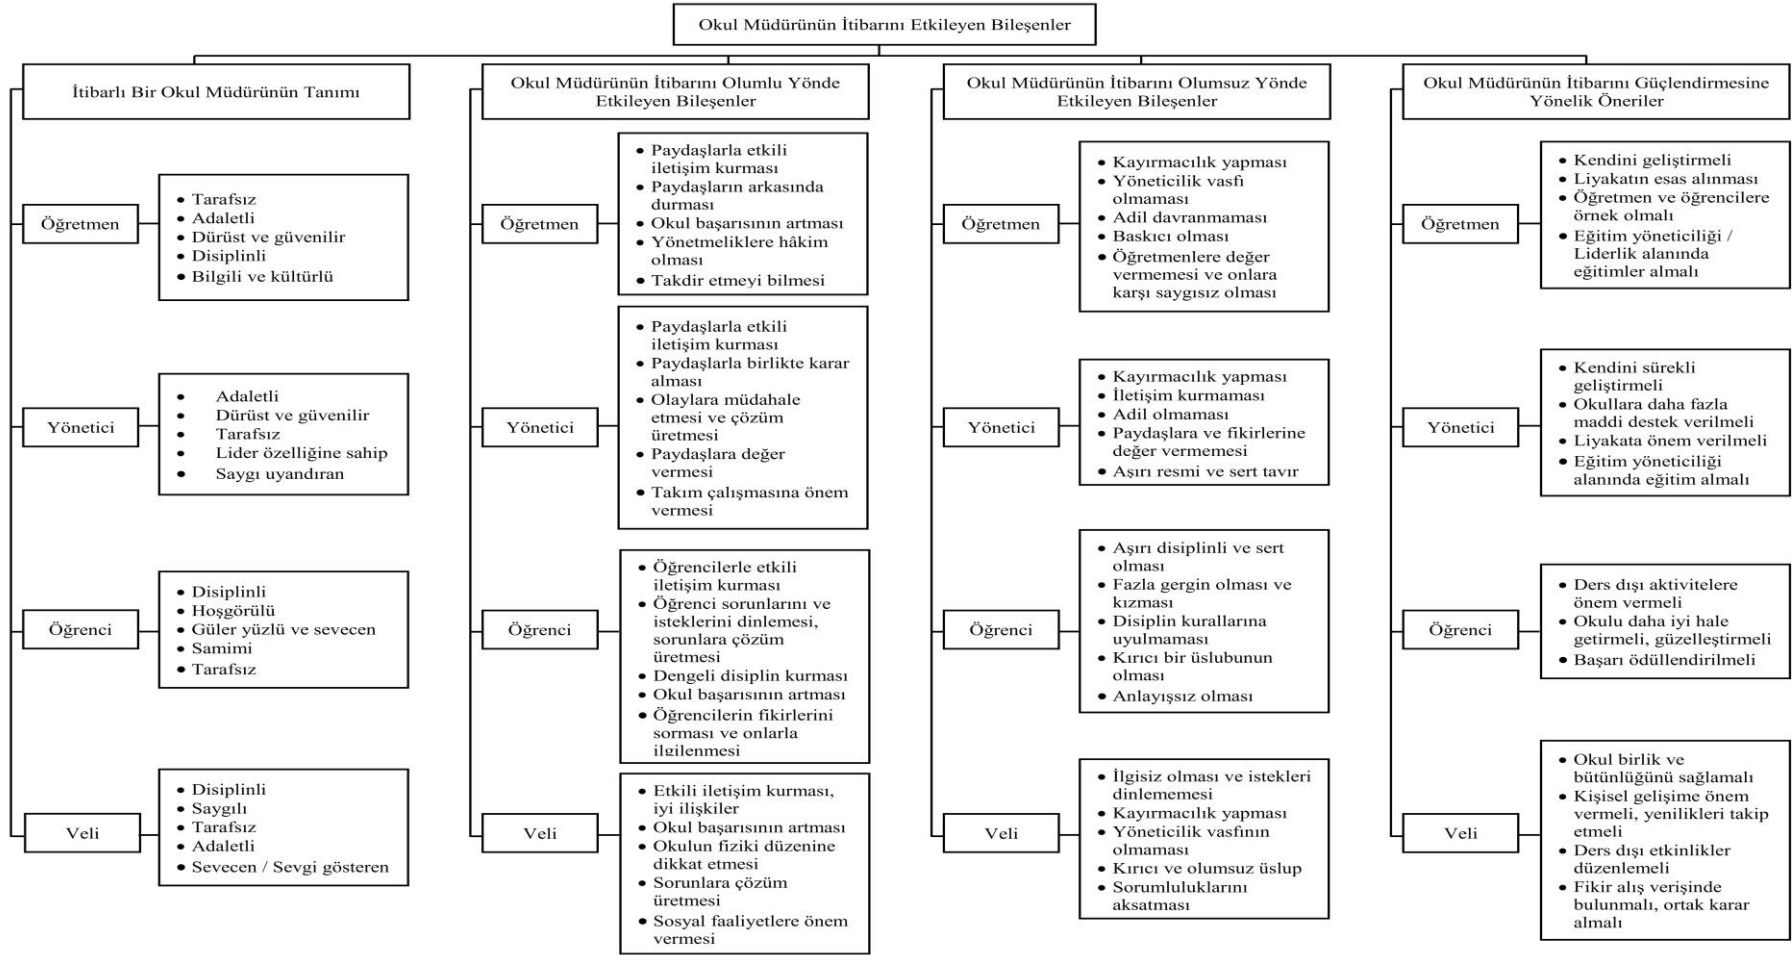 Okul Müdürünün İtibarını Etkileyen Bileşenler
İtibarlı Bir Okul Müdürünün Tanımı
Öğretmen
• Tarafsız
• Adaletli
• Dürüst ve güvenilir
• Disiplinli
• Bilgili ve kültürlü
Yönetici
• Adaletli
• Dürüst ve güvenilir
• Tarafsız
• Lider özelliğine sahip
• Saygı uyandıran
Öğrenci
• Disiplinli
• Hoşgörülü
• Güler yüzlü ve sevecen
• Samimi
• Tarafsız
Veli
• Disiplinli
• Saygılı
• Tarafsız
• Adaletli
• Sevecen / Sevgi gösteren
Okul Müdürünün İtibarını Olumlu Yönde
Etkileyen Bileşenler
Öğretmen
• Paydaşlarla etkili
iletişim kurması
• Paydaşların arkasında
durması
• Okul başarısının artması
• Yönetmeliklere hâkim
olması
• Takdir etmeyi bilmesi
Yönetici
• Paydaşlarla etkili
iletişim kurması
• Paydaşlarla birlikte karar
alması
• Olaylara müdahale
etmesi ve çözüm
üretmesi
• Paydaşlara değer
vermesi
• Takım çalışmasına önem
vermesi
Öğrenci
• Öğrencilerle etkili
iletişim kurması
• Öğrenci sorunlarını ve
isteklerini dinlemesi,
sorunlara çözüm
üretmesi
• Dengeli disiplin kurması
• Okul başarısının artması
• Öğrencilerin fikirlerini
sorması ve onlarla
ilgilenmesi
Veli
• Etkili iletişim kurması,
iyi ilişkiler
• Okul başarısının artması
• Okulun fiziki düzenine
dikkat etmesi
• Sorunlara çözüm
üretmesi
• Sosyal faaliyetlere önem
vermesi
Okul Müdürünün İtibarını Olumsuz Yönde
Etkileyen Bileşenler
Öğretmen
• Kayırmacılık yapması
• Yöneticilik vasfı
olmaması
• Adil davranmaması
• Baskıcı olması
• Öğretmenlere değer
vermemesi ve onlara
karşı saygısız olması
Yönetici
• Kayırmacılık yapması
• İletişim kurmaması
• Adil olmaması
• Paydaşlara ve fikirlerine
değer vermemesi
• Aşırı resmi ve sert tavır
Öğrenci
• Aşırı disiplinli ve sert
olması
• Fazla gergin olması ve
kızması
• Disiplin kurallarına
uyulmaması
• Kırıcı bir üslubunun
olması
• Anlayışsız olması
Veli
• İlgisiz olması ve istekleri
dinlememesi
• Kayırmacılık yapması
• Yöneticilik vasfının
olmaması
• Kırıcı ve olumsuz üslup
• Sorumluluklarını
aksatması
Okul Müdürünün İtibarını Güçlendirmesine
Yönelik Öneriler
Öğretmen
• Kendini geliştirmeli
• Liyakatın esas alınması
• Öğretmen ve öğrencilere
örnek olmalı
• Eğitim yöneticiliği /
Liderlik alanında
eğitimler almalı
Yönetici
• Kendini sürekli
geliştirmeli
• Okullara daha fazla
maddi destek verilmeli
• Liyakata önem verilmeli
• Eğitim yöneticiliği
alanında eğitim almalı
Öğrenci
• Ders dışı aktivitelere
önem vermeli
• Okulu daha iyi hale
getirmeli, güzelleştirmeli
• Başarı ödüllendirilmeli
Veli
• Okul birlik ve
bütünlüğünü sağlamalı
• Kişisel gelişime önem
vermeli, yenilikleri takip
etmeli
• Ders dışı etkinlikler
düzenlemeli
• Fikir alış verişinde
bulunmalı, ortak karar
almalı